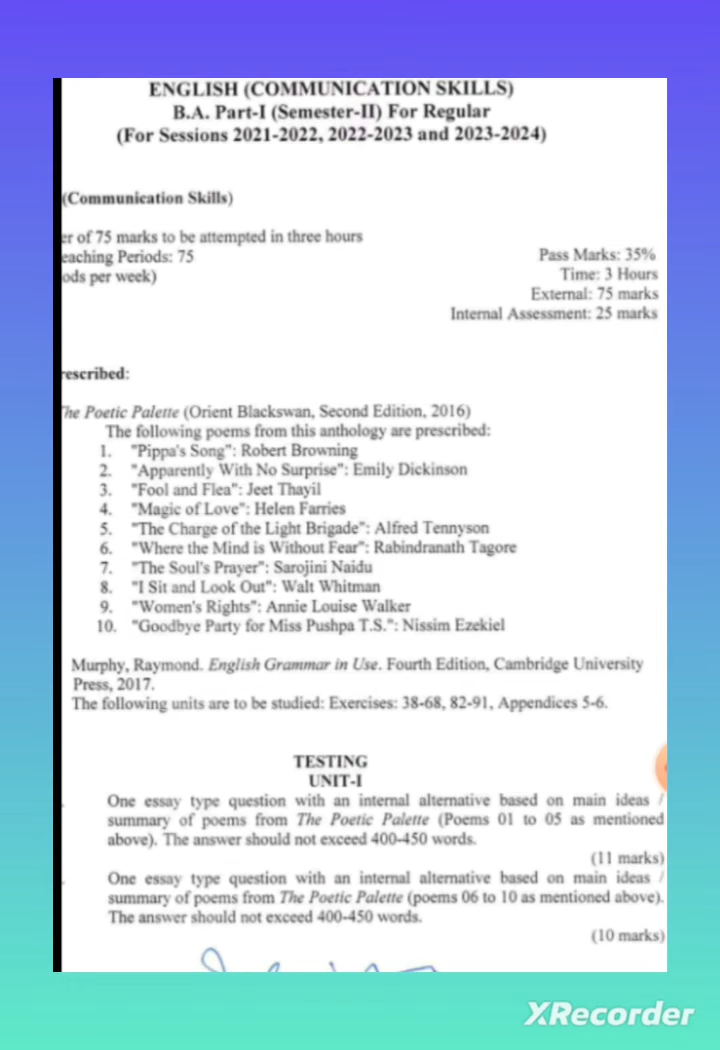 ENGLISH (COMMUNICATION SKILLS)
B.A. Part-I (Semester-II) For Regular
(For Sessions 2021-2022, 2022-2023 and 2023-2024)
(Communication Skills)
er of 75 marks to be attempted in three hours
eaching Periods: 75
Pass Marks: 35%
ods per week)
Time: 3 Hours
External: 75 marks
Internal Assessment: 25 marks
rescribed:
The Poetic Palette (Orient Blackswan, Second Edition, 2016)
The following poems from this anthology are prescribed:
1. "Pippa's Song": Robert Browning
2. "Apparently With No Surprise": Emily Dickinson
3. "Fool and Flea": Jeet Thayil
4. "Magic of Love": Helen Farries
5. "The Charge of the Light Brigade": Alfred Tennyson
6. "Where the Mind is Without Fear": Rabindranath Tagore
7. "The Soul's Prayer": Sarojini Naidu
8. "I Sit and Look Out": Walt Whitman
9. "Women's Rights": Annie Louise Walker
10. "Goodbye Party for Miss Pushpa T.S.": Nissim Ezekiel
Murphy, Raymond. English Grammar in Use. Fourth Edition, Cambridge University
Press, 2017.
The following units are to be studied: Exercises: 38-68, 82-91, Appendices 5-6.
TESTING
UNIT-I
One essay type question with an internal alternative based on main ideas /
summary of poems from The Poetic Palette (Poems 01 to 05 as mentioned
above). The answer should not exceed 400-450 words.
(11 marks)
One essay type question with an internal alternative based on main ideas /
summary of poems from The Poetic Palette (poems 06 to 10 as mentioned above).
The answer should not exceed 400-450 words.
(10 marks)
XRecorder